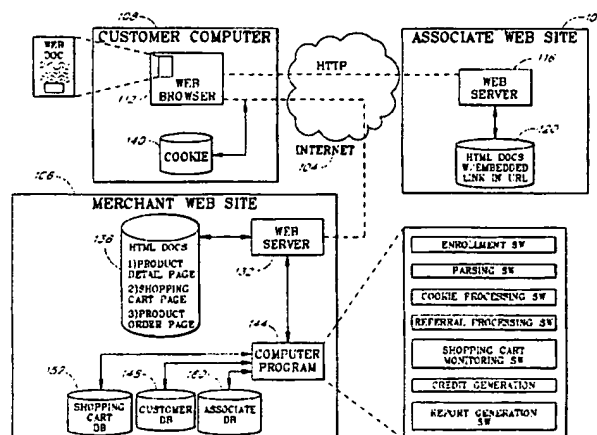 108
CUSTOMER COMPUTER
WEB
DOC
WEB
BROWSER
112
140
COOKIE
HTTP
INTERNET
104
10
ASSOCIATE WEB SITE
116
WEB
SERVER
120
HTML DOCS
W/EMBEDDED
LINK IN URL
106
MERCHANT WEB SITE
136
HTML DOCS
1)PRODUCT
DETAIL PAGE
2)SHOPPING
CART PAGE
3)PRODUCT
ORDER PAGE
WEB
SERVER
132
144
COMPUTER
PROGRAM
152
SHOPPING
CART
DB
CUSTOMER
DB
160
ASSOCIATE
DB
ENROLLMENT SW
PARSING SW
COOKIE PROCESSING SW
REFERRAL PROCESSING SW
SHOPPING CART
MONITORING SW
CREDIT GENERATION
REPORT GENERATION
SW